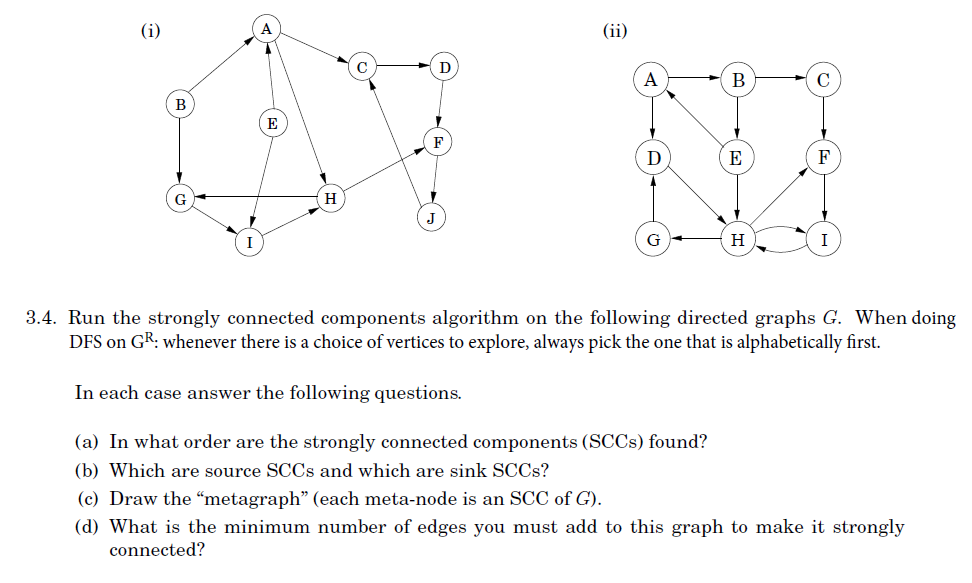 (i)
(ii)
A
C
D
B
E
F
G
H
J
I
A
B
C
D
E
F
G
H
I
3.4. Run the strongly connected components algorithm on the following directed graphs G. When doing
DFS on Gᴿ: whenever there is a choice of vertices to explore, always pick the one that is alphabetically first.
In each case answer the following questions.
(a) In what order are the strongly connected components (SCCs) found?
(b) Which are source SCCs and which are sink SCCs?
(c) Draw the “metagraph” (each meta-node is an SCC of G).
(d) What is the minimum number of edges you must add to this graph to make it strongly
connected?